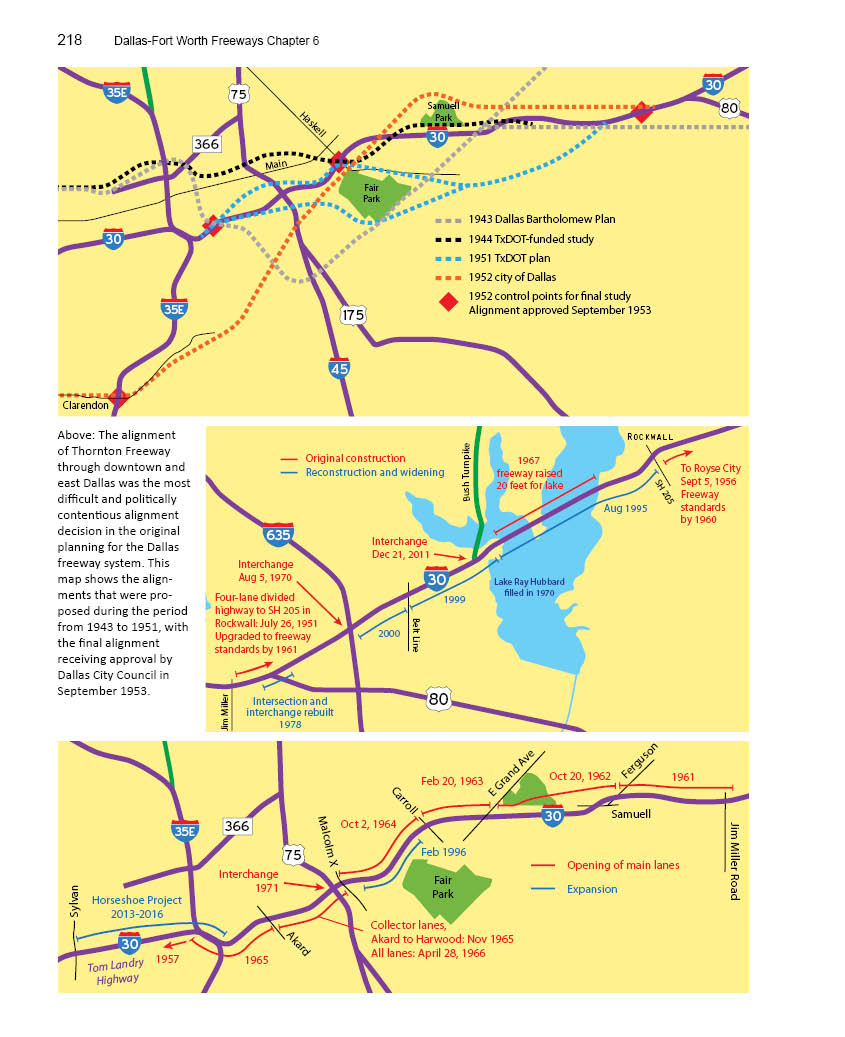 218 Dallas-Fort Worth Freeways Chapter 6
35E
75
30
80
Haskell
Samuell
Park
30
366
Main
Fair
Park
30
35E
175
45
Clarendon
1943 Dallas Bartholomew Plan
1944 TxDOT-funded study
1951 TxDOT plan
1952 city of Dallas
1952 control points for final study
Alignment approved September 1953
Above: The alignment
of Thornton Freeway
through downtown and
east Dallas was the most
difficult and politically
contentious alignment
decision in the original
planning for the Dallas
freeway system. This
map shows the align-
ments that were pro-
posed during the period
from 1943 to 1951, with
the final alignment
receiving approval by
Dallas City Council in
September 1953.
Original construction
Reconstruction and widening
Bush Turnpike
1967
freeway raised
20 feet for lake
Rockwall
To Royse City
Sept 5, 1956
Freeway
standards
by 1960
SH 205
Aug 1995
635
Interchange
Dec 21, 2011
Interchange
Aug 5, 1970
30
Lake Ray Hubbard
filled in 1970
1999
Four-lane divided
highway to SH 205 in
Rockwall: July 26, 1951
Upgraded to freeway
standards by 1961
2000
Belt Line
Jim Miller
Intersection and
interchange rebuilt
1978
80
Feb 20, 1963
E Grand Ave
Oct 20, 1962
Ferguson
1961
Carroll
35E
366
Oct 2, 1964
Malcolm X
30
Samuell
75
Feb 1996
Jim Miller Road
Interchange
1971
Fair
Park
Opening of main lanes
Expansion
Sylvan
Horseshoe Project
2013-2016
30
Akard
Collector lanes,
Akard to Harwood: Nov 1965
All lanes: April 28, 1966
1957
1965
Tom Landry
Highway